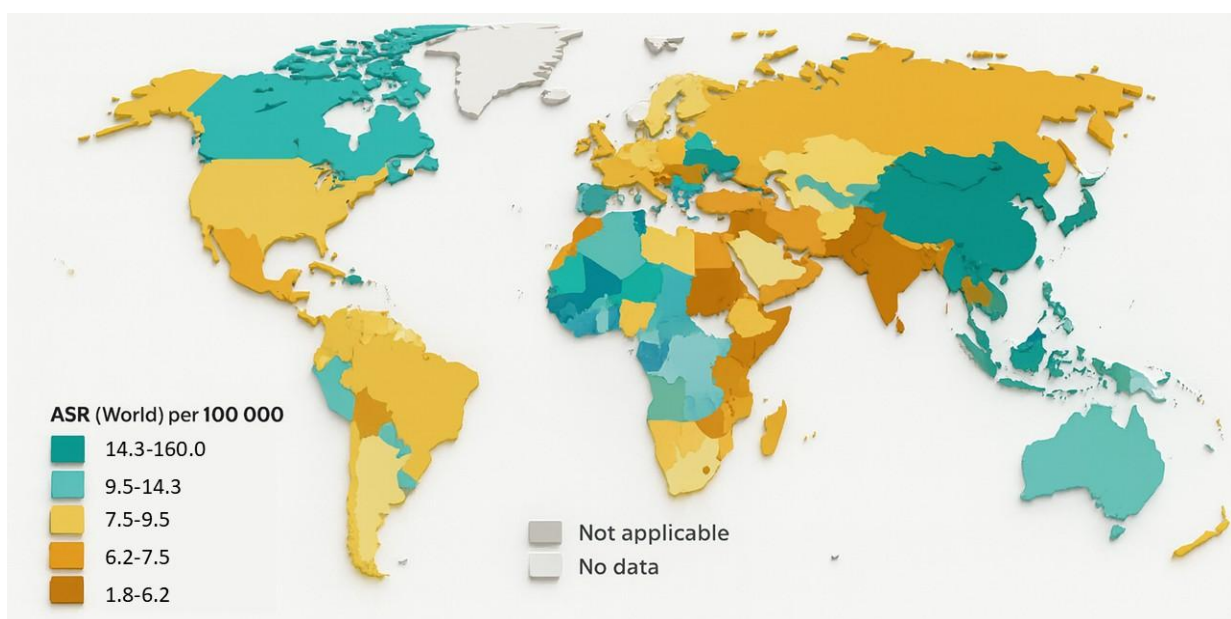 ASR (World) per 100 000
14.3-160.0
9.5-14.3
7.5-9.5
6.2-7.5
1.8-6.2
Not applicable
No data